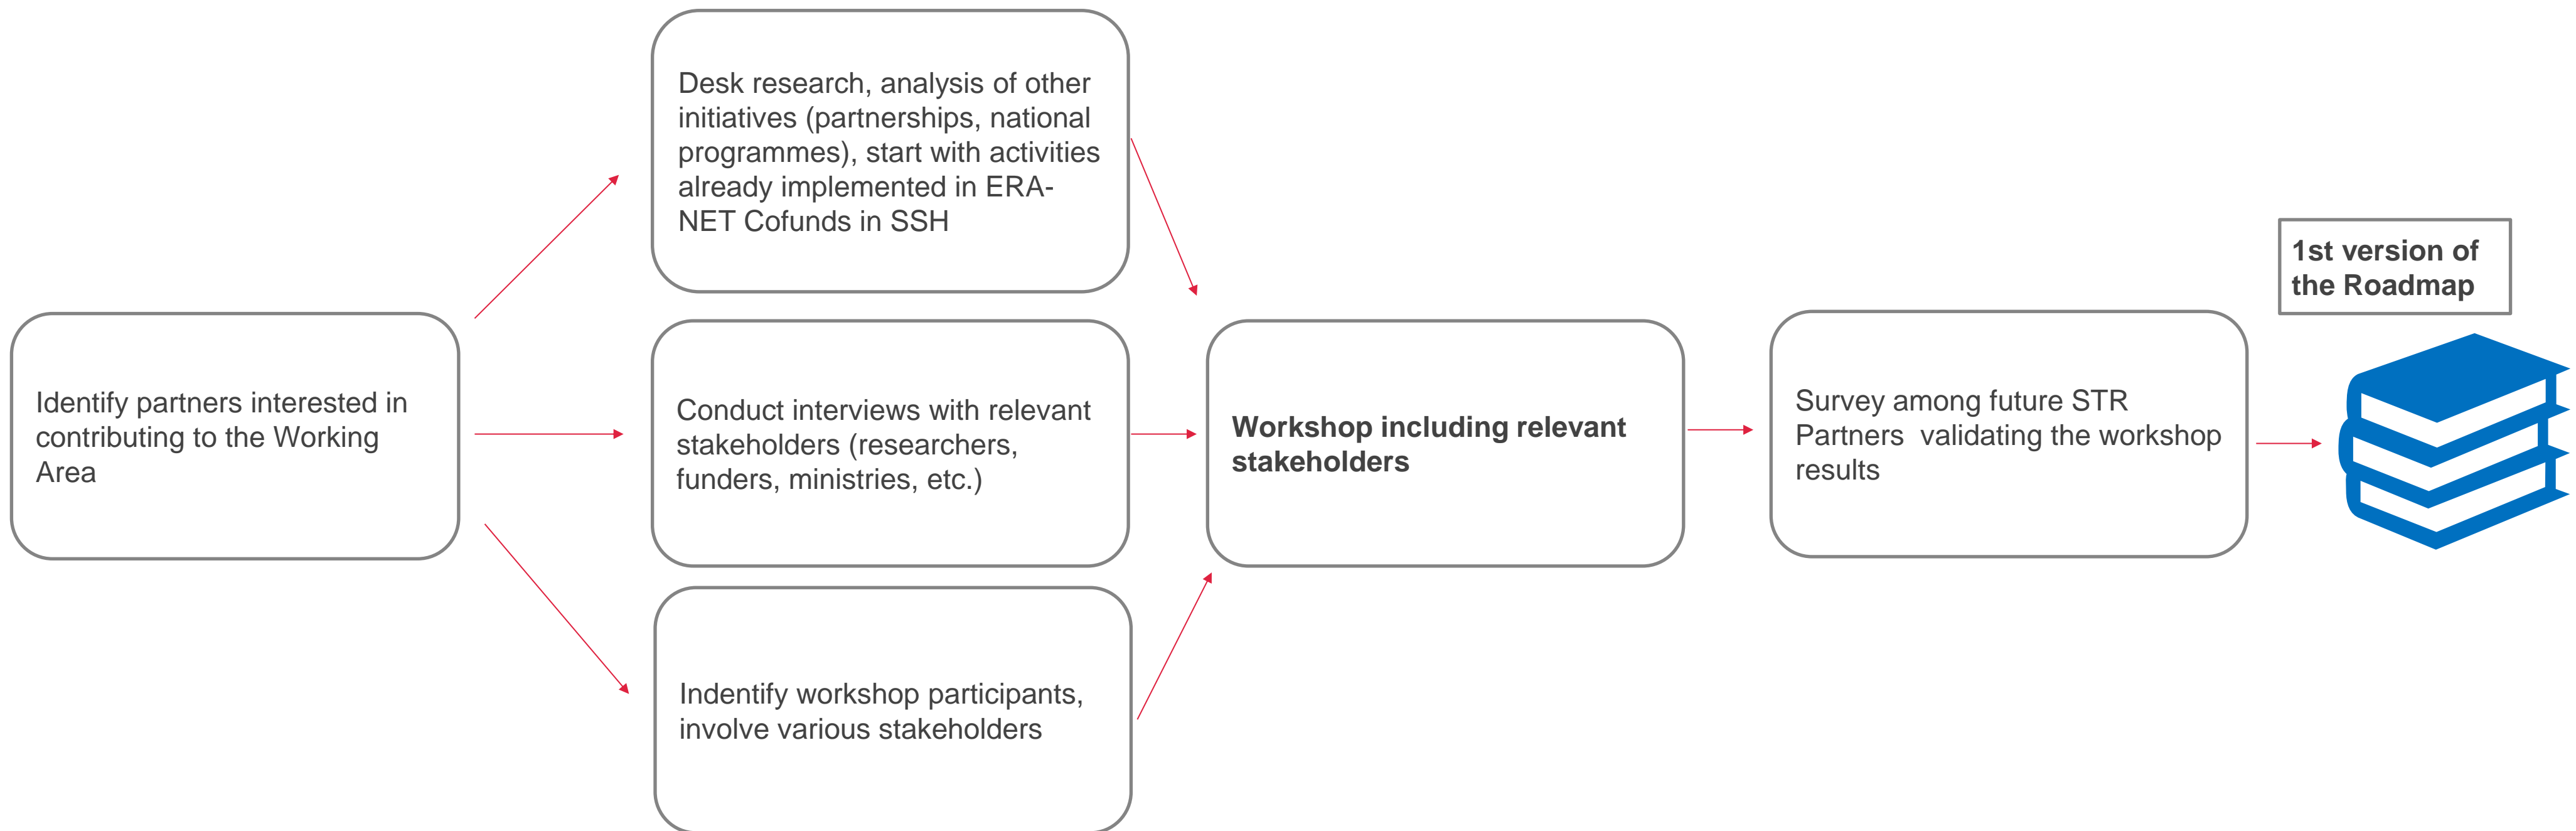 Identify partners interested in
contributing to the Working
Area
Desk research, analysis of other
initiatives (partnerships, national
programmes), start with activities
already implemented in ERA-
NET Cofunds in SSH
Conduct interviews with relevant
stakeholders (researchers,
funders, ministries, etc.)
Indentify workshop participants,
involve various stakeholders
Workshop including relevant
stakeholders
Survey among future STR
Partners  validating the workshop
results
1st version of
the Roadmap